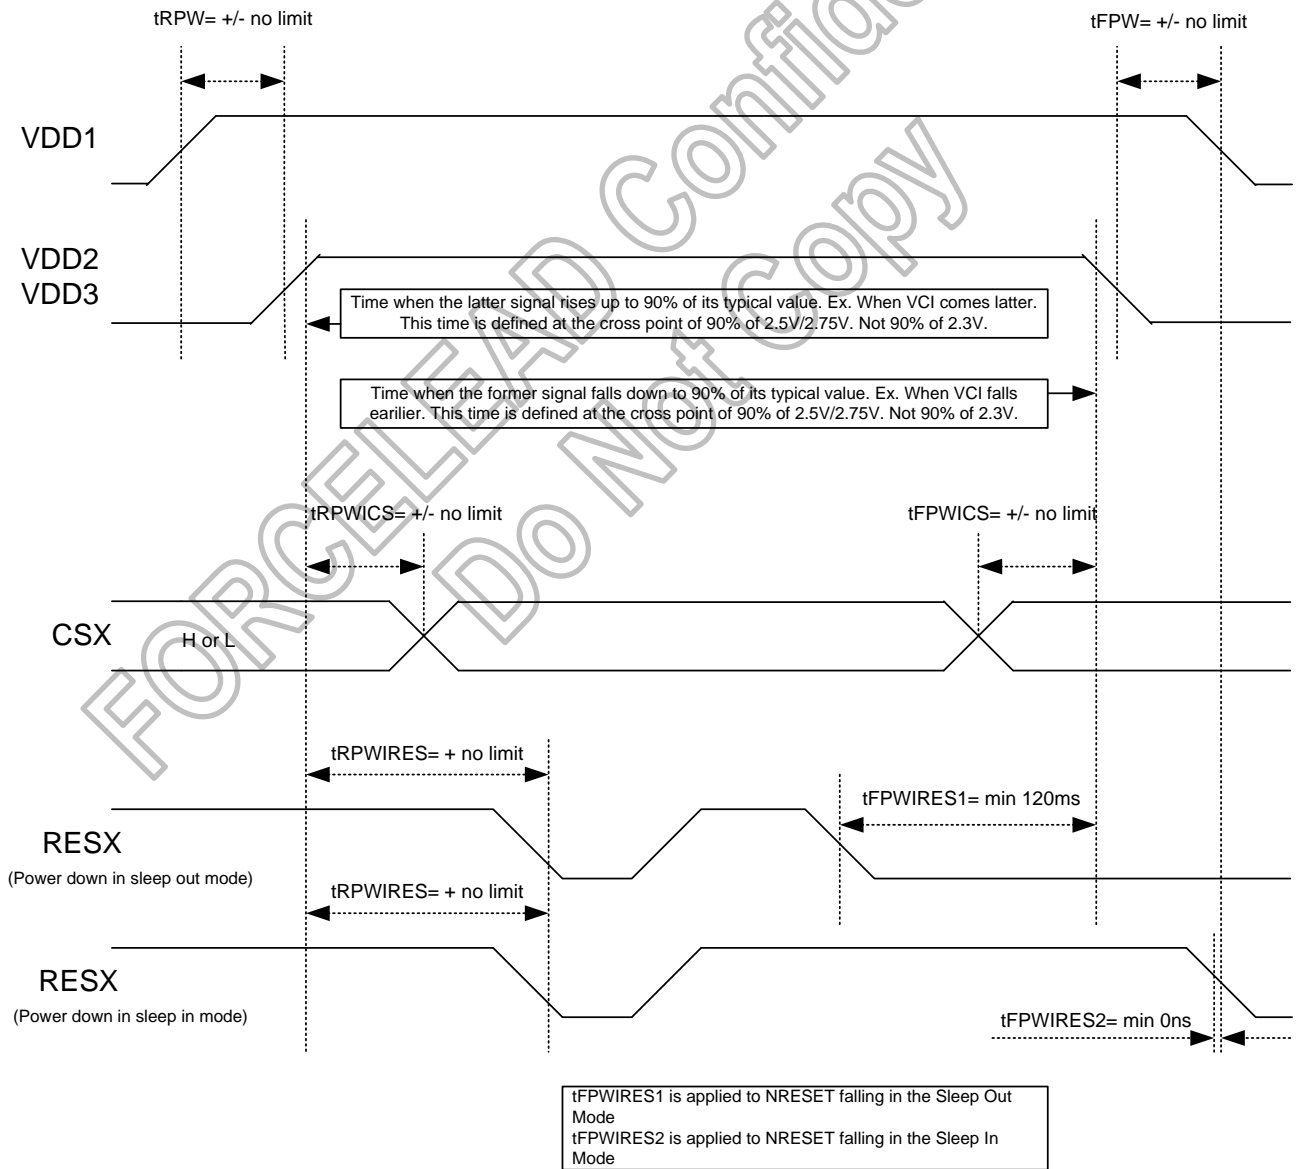 tRPW= +/- no limit
tFPW= +/- no limit
VDD1
VDD2
VDD3
Time when the latter signal rises up to 90% of its typical value. Ex. When VCI comes latter.
This time is defined at the cross point of 90% of 2.5V/2.75V. Not 90% of 2.3V.
Time when the former signal falls down to 90% of its typical value. Ex. When VCI falls
earilier. This time is defined at the cross point of 90% of 2.5V/2.75V. Not 90% of 2.3V.
tRPWICS= +/- no limit
tFPWICS= +/- no limit
CSX
H or L
tRPWIRES= + no limit
tFPWIRES1= min 120ms
RESX
(Power down in sleep out mode)
tRPWIRES= + no limit
RESX
(Power down in sleep in mode)
tFPWIRES2= min 0ns
tFPWIRES1 is applied to NRESET falling in the Sleep Out
Mode
tFPWIRES2 is applied to NRESET falling in the Sleep In
Mode
FORCELEAD
Do Not Copy